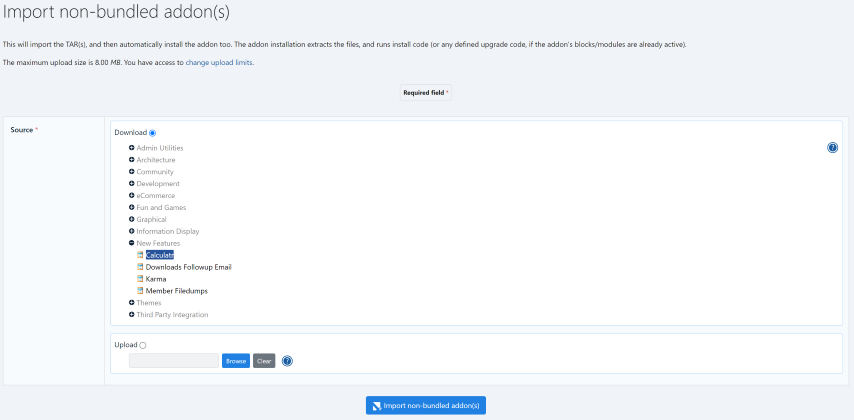 Import non-bundled addon(s)
This will import the TAR(s), and then automatically install the addon too. The addon installation extracts the files, and runs install code (or any defined upgrade code, if the addon's blocks/modules are already active).
The maximum upload size is 8.00 MB. You have access to change upload limits.
Required field *
Source *
Download
Admin Utilities
Architecture
Community
Development
eCommerce
Fun and Games
Graphical
Information Display
New Features
Calculatr
Downloads Followup Email
Karma
Member Filedumps
Themes
Third Party Integration
Upload
Browse Clear
Import non-bundled addon(s)